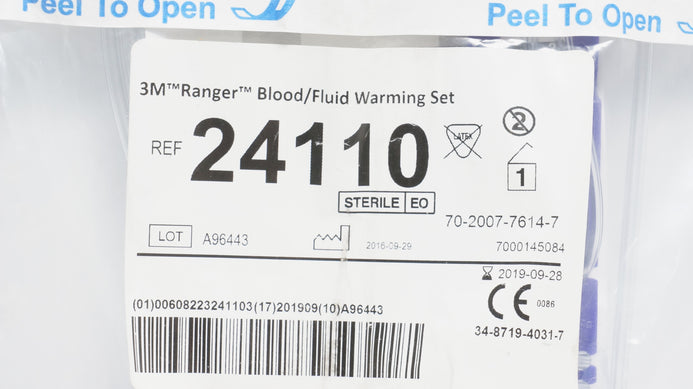 Peel To Open
Peel To Open
3M™Ranger™ Blood/Fluid Warming Set
REF 24110
LATEX
2
1
STERILE EO
70-2007-7614-7
LOT A96443
2016-09-29
7000145084
2019-09-28
CE 0086
(01)00608223241103(17)201909(10)A96443
34-8719-4031-7